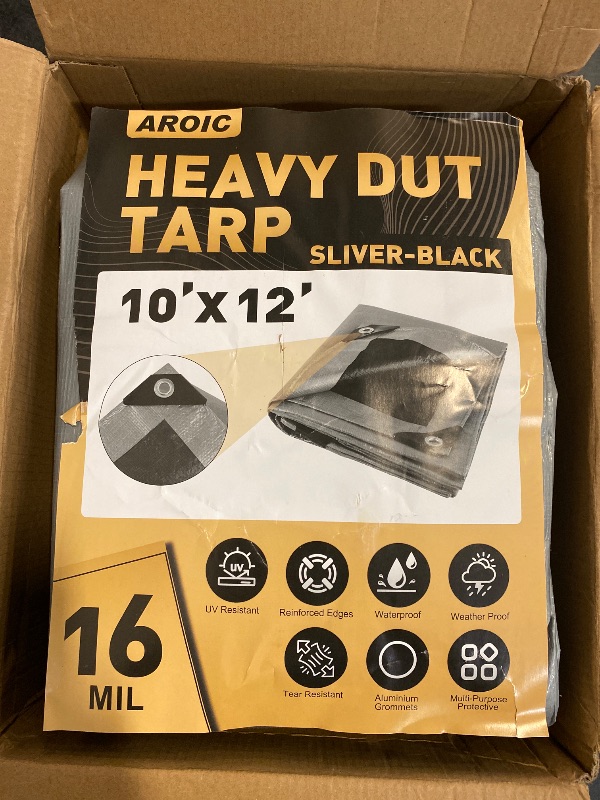 AROIC
HEAVY DUT
TARP
SLIVER-BLACK
10'X12'
UV
UV Resistant
Reinforced Edges
Waterproof
Weather Proof
16
MIL
Tear Resistant
Aluminium
Grommets
Multi-Purpose
Protective